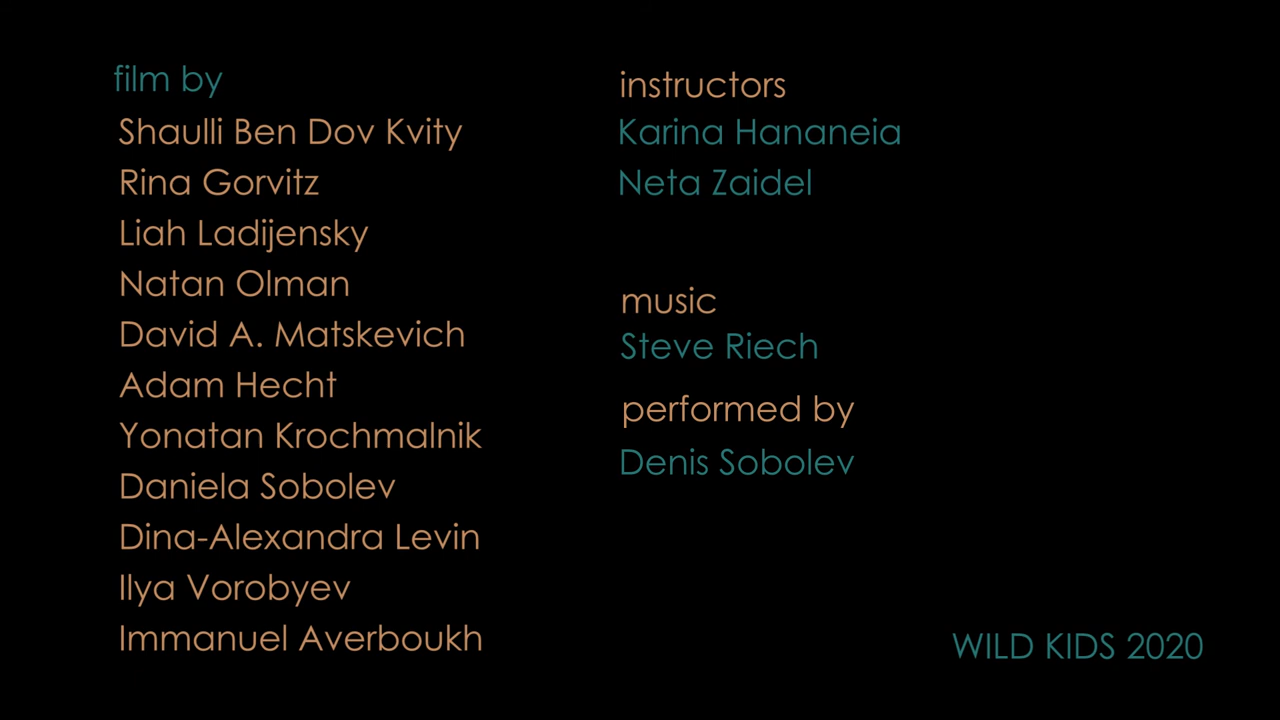 film by
Shaulli Ben Dov Kvity
Rina Gorvitz
Liah Ladijensky
Natan Olman
David A. Matskevich
Adam Hecht
Yonatan Krochmalnik
Daniela Sobolev
Dina-Alexandra Levin
Ilya Vorobyev
Immanuel Averboukh
instructors
Karina Hananeia
Neta Zaidel
music
Steve Riech
performed by
Denis Sobolev
WILD KIDS 2020